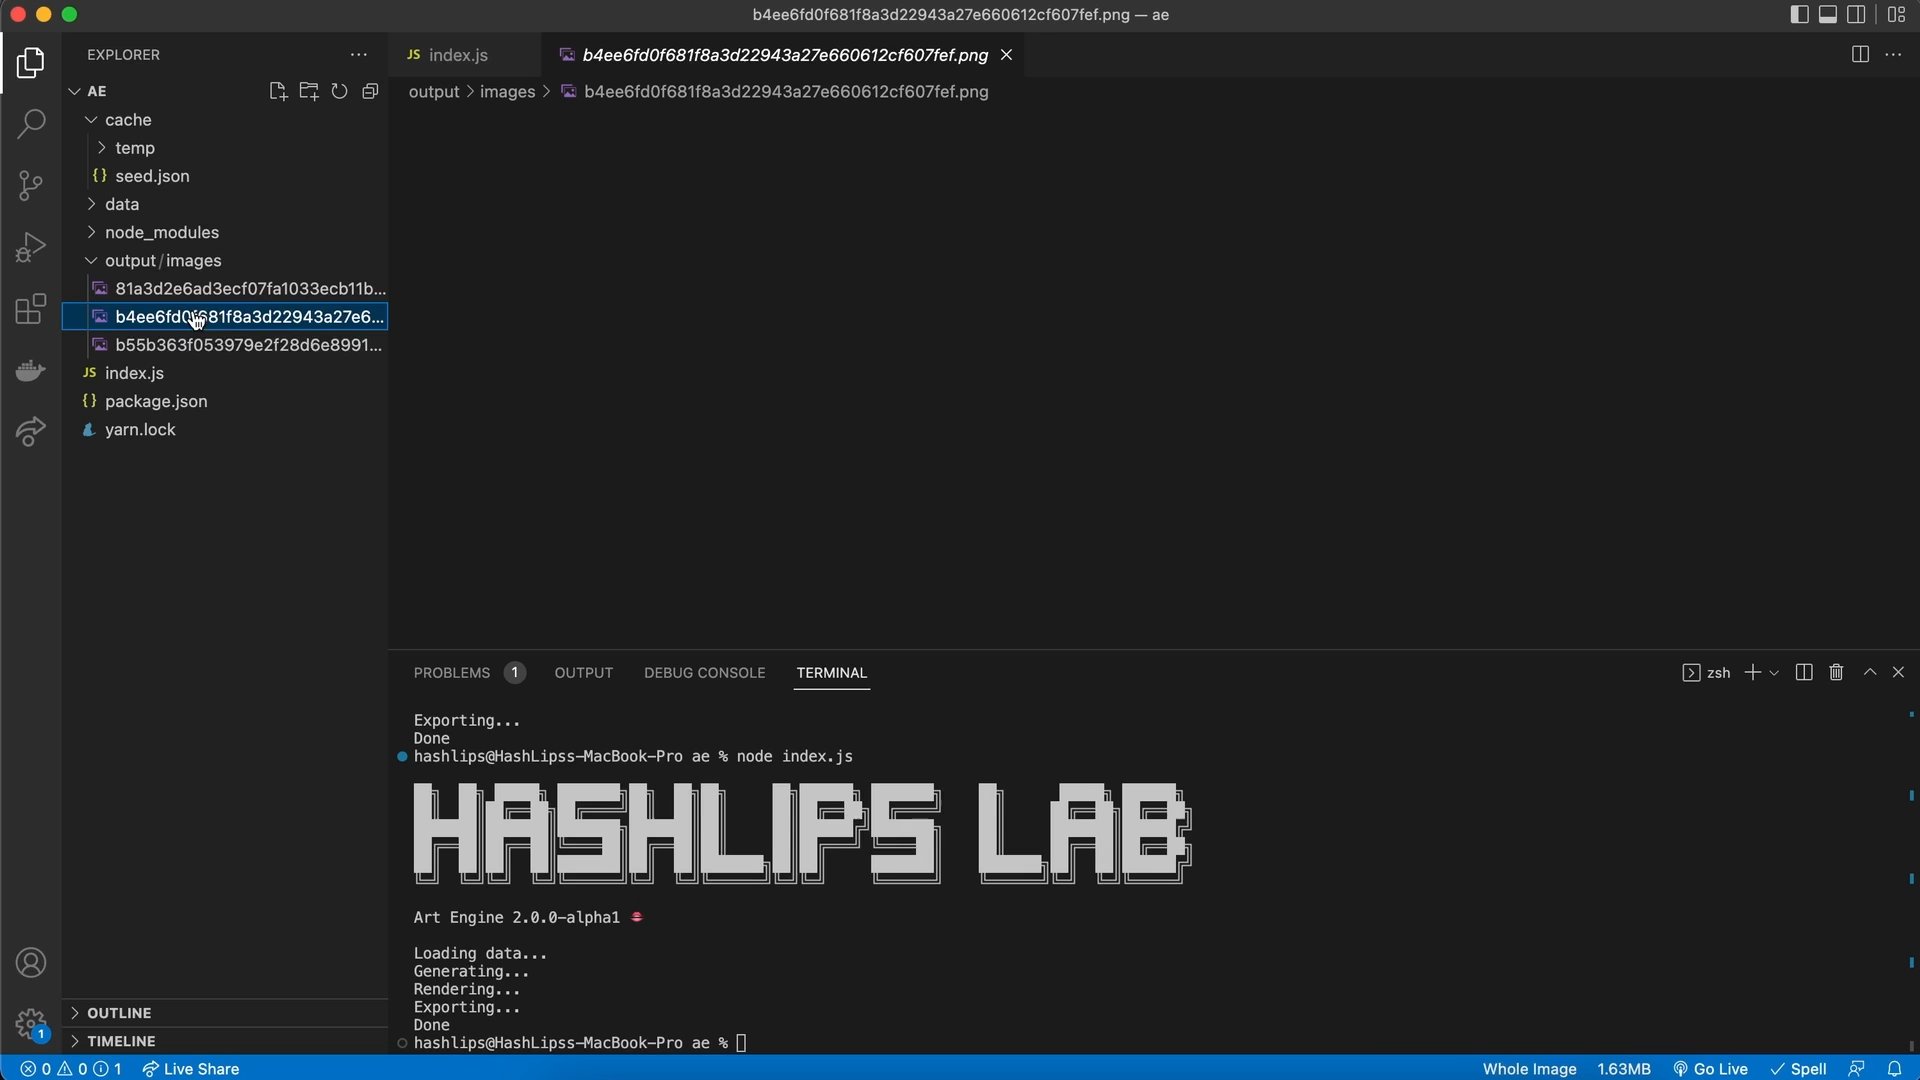 b4ee6fd0f681f8a3d22943a27e660612cf607fef.png — ae
EXPLORER
AE
cache
temp
seed.json
data
node_modules
output/images
81a3d2e6ad3ecf07fa1033ecb11b...
b4ee6fd0f681f8a3d22943a27e6...
b55b363f053979e2f28d6e8991...
JS index.js
{} package.json
yarn.lock
OUTLINE
TIMELINE
JS index.js
b4ee6fd0f681f8a3d22943a27e660612cf607fef.png
output > images > b4ee6fd0f681f8a3d22943a27e660612cf607fef.png
PROBLEMS 1 OUTPUT DEBUG CONSOLE TERMINAL
zsh
Exporting...
Done
hashlips@HashLipss-MacBook-Pro ae % node index.js
HASHLIPS LAB
Art Engine 2.0.0-alpha1
Loading data...
Generating...
Rendering...
Exporting...
Done
hashlips@HashLipss-MacBook-Pro ae %
1
0 0 1 Live Share
Whole Image 1.63MB Go Live Spell